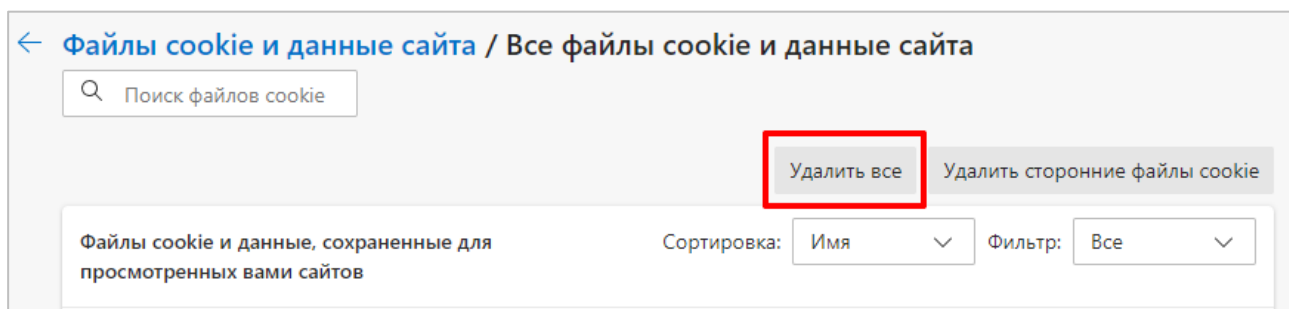 Файлы cookie и данные сайта / Все файлы cookie и данные сайта
Поиск файлов cookie
Удалить все Удалить сторонние файлы cookie
Файлы cookie и данные, сохраненные для Сортировка: Имя Фильтр: Все
просмотренных вами сайтов